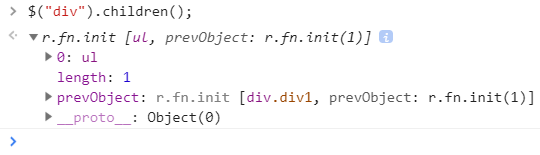 > $("div").children();
r.fn.init [ul, prevObject: r.fn.init(1)] i
0: ul
length: 1
prevObject: r.fn.init [div.div1, prevObject: r.fn.init(1)]
__proto__: Object(0)
>